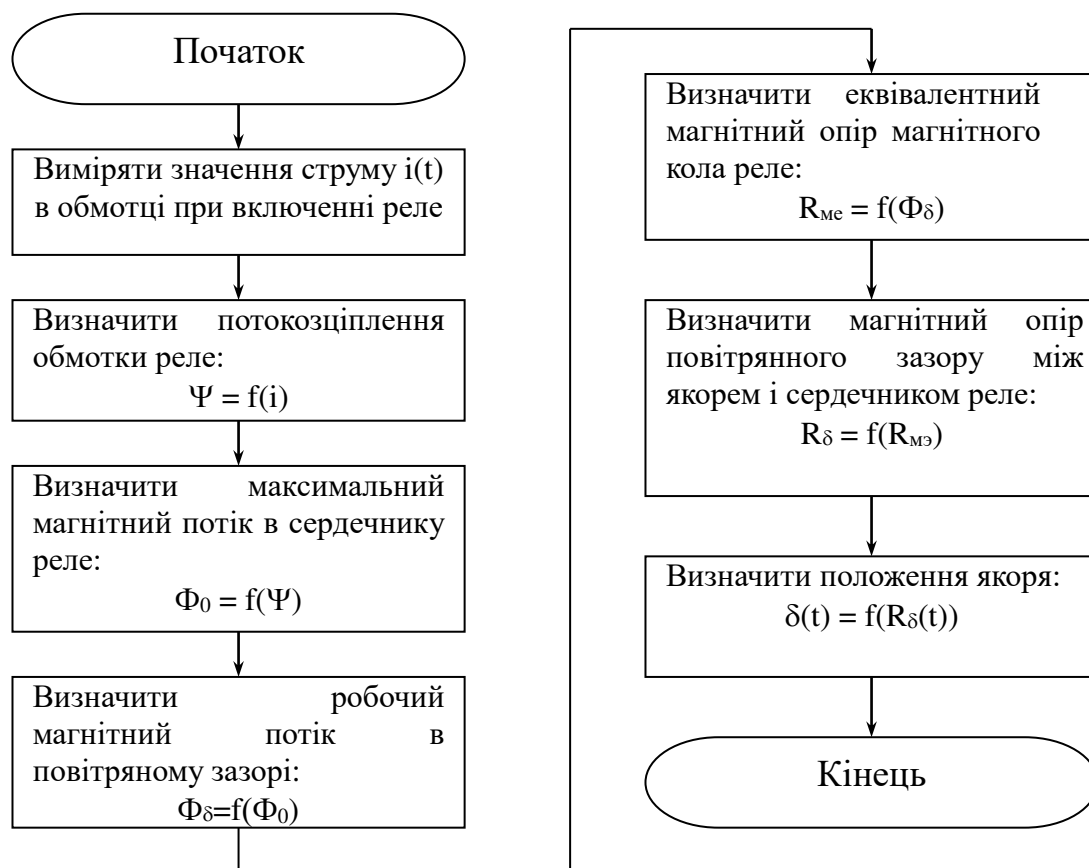 Початок
Виміряти значення струму i(t)
в обмотці при включенні реле
Визначити потокозціплення
обмотки реле:
Ψ = f(i)
Визначити максимальний
магнітний потік в сердечнику
реле:
Φ₀ = f(Ψ)
Визначити робочий
магнітний потік в
повітряному зазорі:
Φδ=f(Φ₀)
Визначити еквівалентний
магнітний опір магнітного
кола реле:
Rме = f(Φδ)
Визначити магнітний опір
повітрянного зазору між
якорем і сердечником реле:
Rδ = f(Rмэ)
Визначити положення якоря:
δ(t) = f(Rδ(t))
Кінець